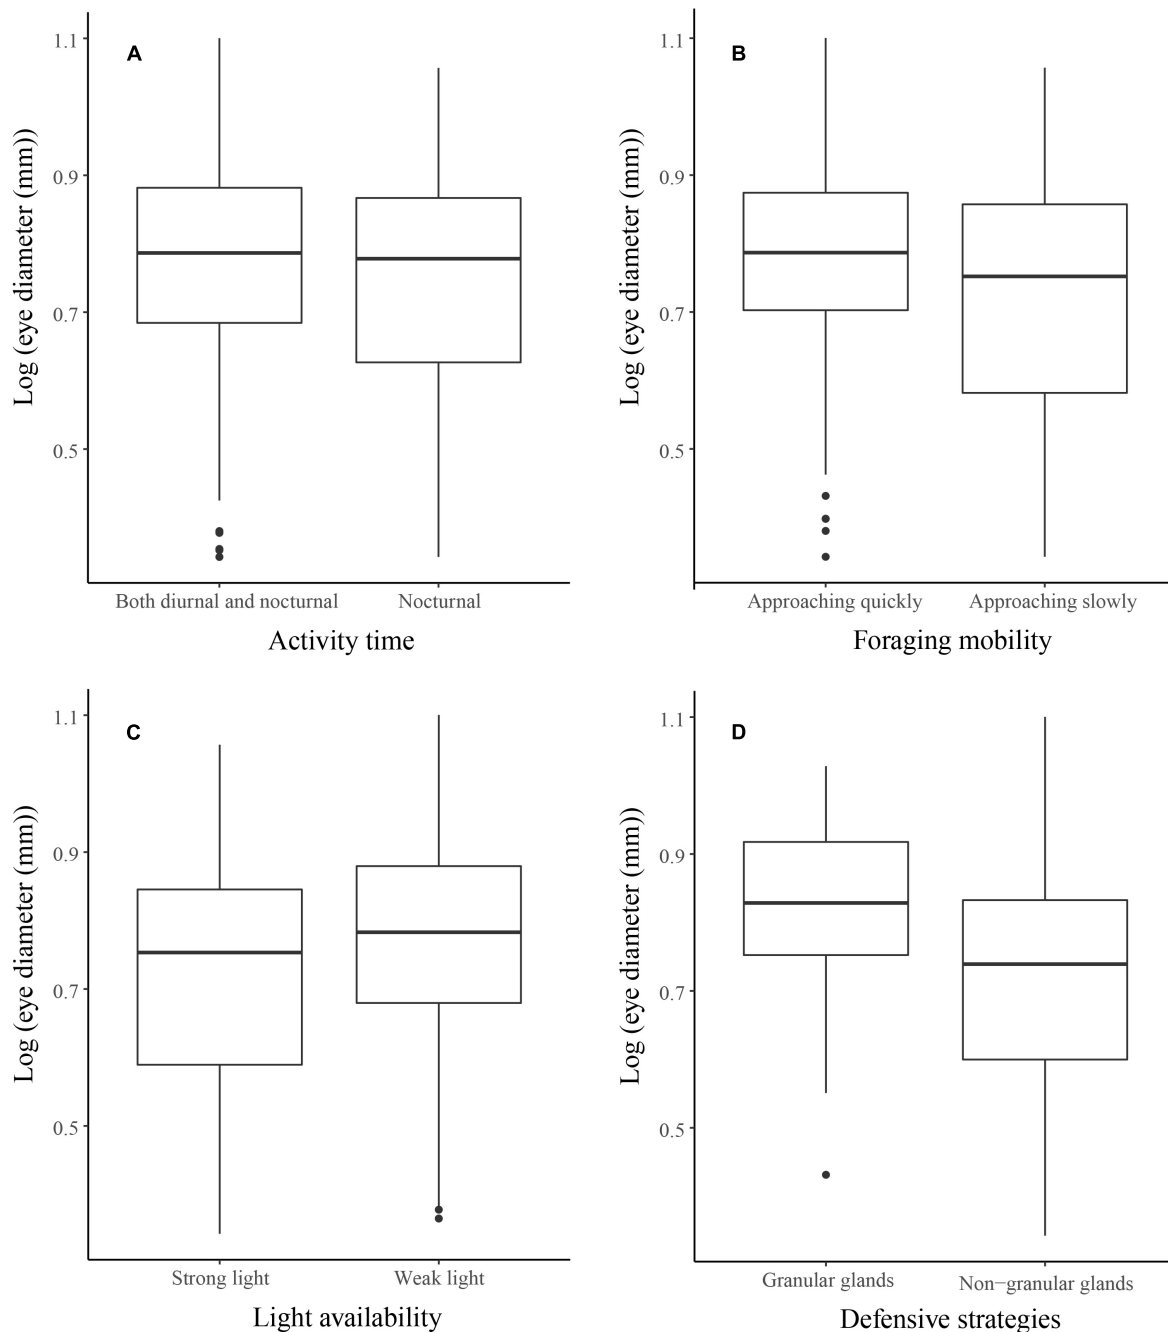 A
Log (eye diameter (mm))
1.1
0.9
0.7
0.5
Both diurnal and nocturnal
Nocturnal
Activity time
B
Log (eye diameter (mm))
1.1
0.9
0.7
0.5
Approaching quickly
Approaching slowly
Foraging mobility
C
Log (eye diameter (mm))
1.1
0.9
0.7
0.5
Strong light
Weak light
Light availability
D
Log (eye diameter (mm))
1.1
0.9
0.7
0.5
Granular glands
Non−granular glands
Defensive strategies